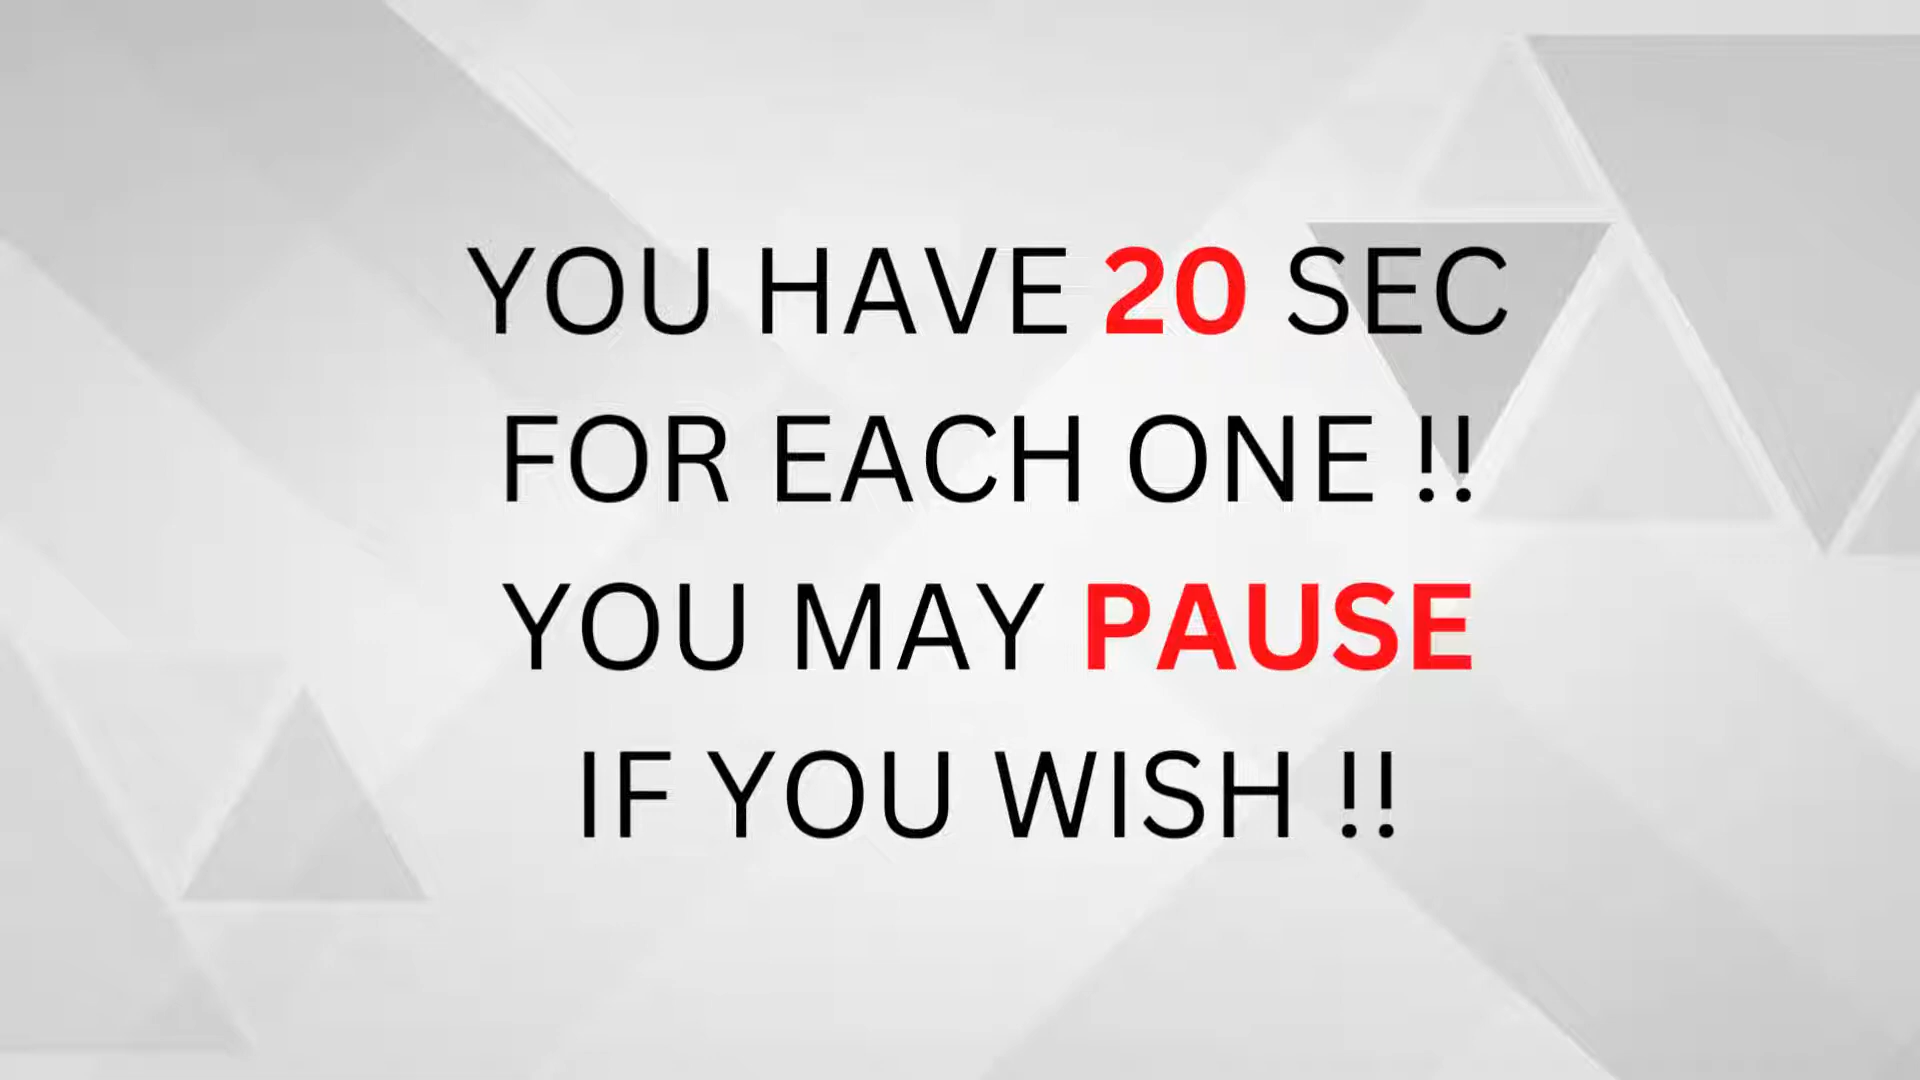 YOU HAVE 20 SEC
FOR EACH ONE !!
YOU MAY PAUSE
IF YOU WISH !!